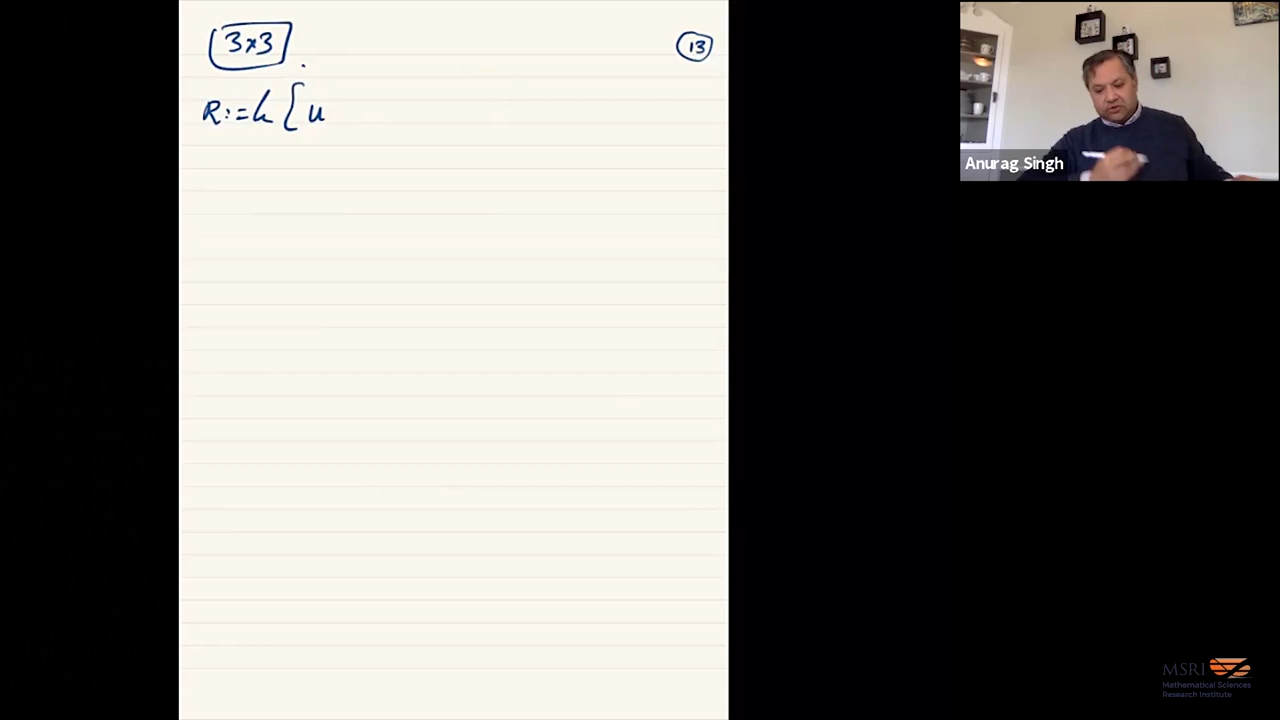 3×3
13
R:=k[u
Anurag Singh
MSRI
Mathematical Sciences
Research Institute